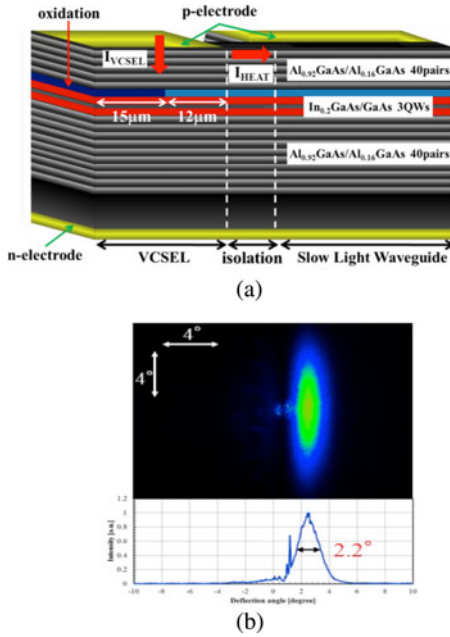 (a)
p-electrode
oxidation
I_VCSEL
I_HEAT
Al0.92GaAs/Al0.16GaAs 40pairs
In0.2GaAs/GaAs 3QWs
15μm 12μm
Al0.92GaAs/Al0.16GaAs 40pairs
n-electrode
VCSEL isolation Slow Light Waveguide
(a)
4°
4°
1.2
1
0.8
0.6
0.4
0.2
0
Intensity [a.u.]
2.2°
-10 -8 -6 -4 -2 0 2 4 6 8 10
Deflection angle [degree]
(b)